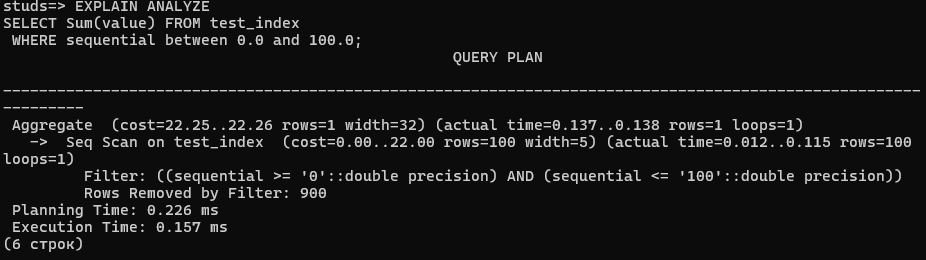 studs=> EXPLAIN ANALYZE
SELECT Sum(value) FROM test_index
 WHERE sequential between 0.0 and 100.0;
QUERY PLAN
------------------------------------------------------------------------------------------------------------
---------
 Aggregate  (cost=22.25..22.26 rows=1 width=32) (actual time=0.137..0.138 rows=1 loops=1)
   ->  Seq Scan on test_index  (cost=0.00..22.00 rows=100 width=5) (actual time=0.012..0.115 rows=100
loops=1)
         Filter: ((sequential >= '0'::double precision) AND (sequential <= '100'::double precision))
         Rows Removed by Filter: 900
 Planning Time: 0.226 ms
 Execution Time: 0.157 ms
(6 строк)